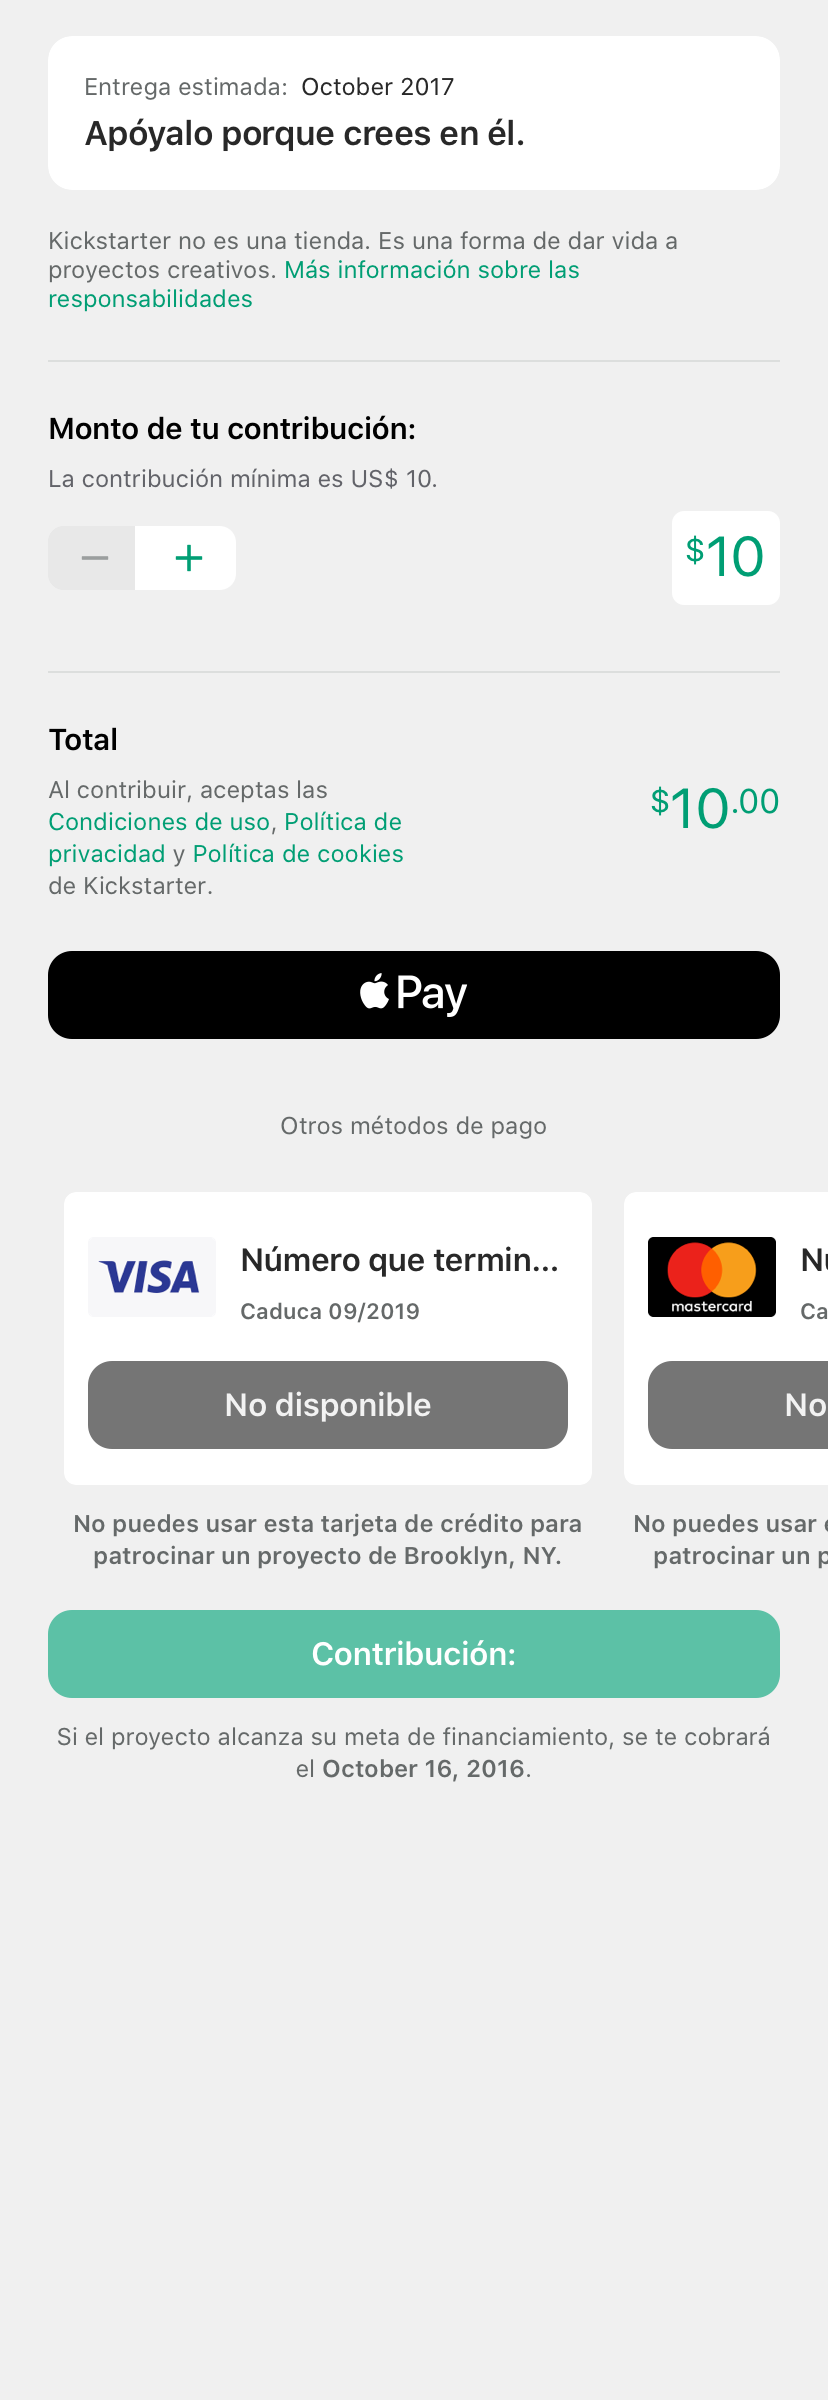 Entrega estimada: October 2017
Apóyalo porque crees en él.
Kickstarter no es una tienda. Es una forma de dar vida a
proyectos creativos. Más información sobre las
responsabilidades
Monto de tu contribución:
La contribución mínima es US$ 10.
$10
Total
Al contribuir, aceptas las
Condiciones de uso, Política de
privacidad y Política de cookies
de Kickstarter.
$10.00
Pay
Otros métodos de pago
VISA
Número que termin...
Caduca 09/2019
No disponible
No puedes usar esta tarjeta de crédito para
patrocinar un proyecto de Brooklyn, NY.
mastercard
Nú
Ca
No
No puedes usar e
patrocinar un p
Contribución:
Si el proyecto alcanza su meta de financiamiento, se te cobrará
el October 16, 2016.